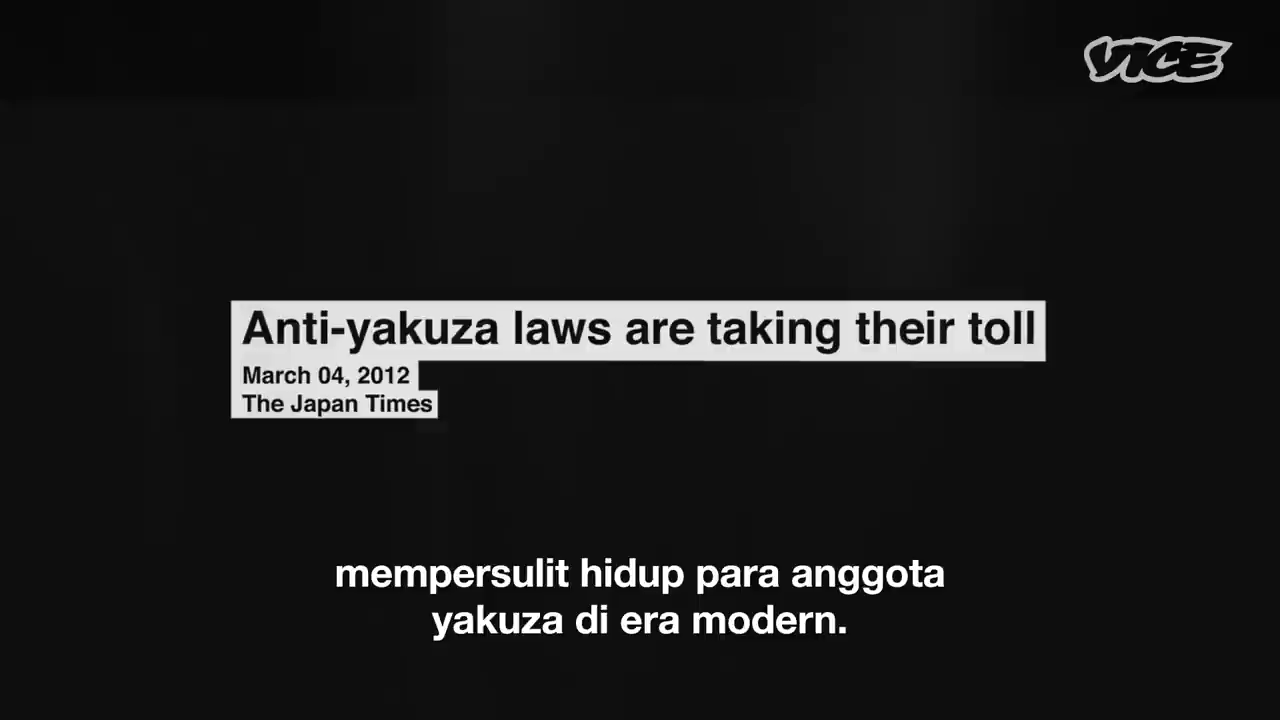 VICE
Anti-yakuza laws are taking their toll
March 04, 2012
The Japan Times
mempersulit hidup para anggota
yakuza di era modern.